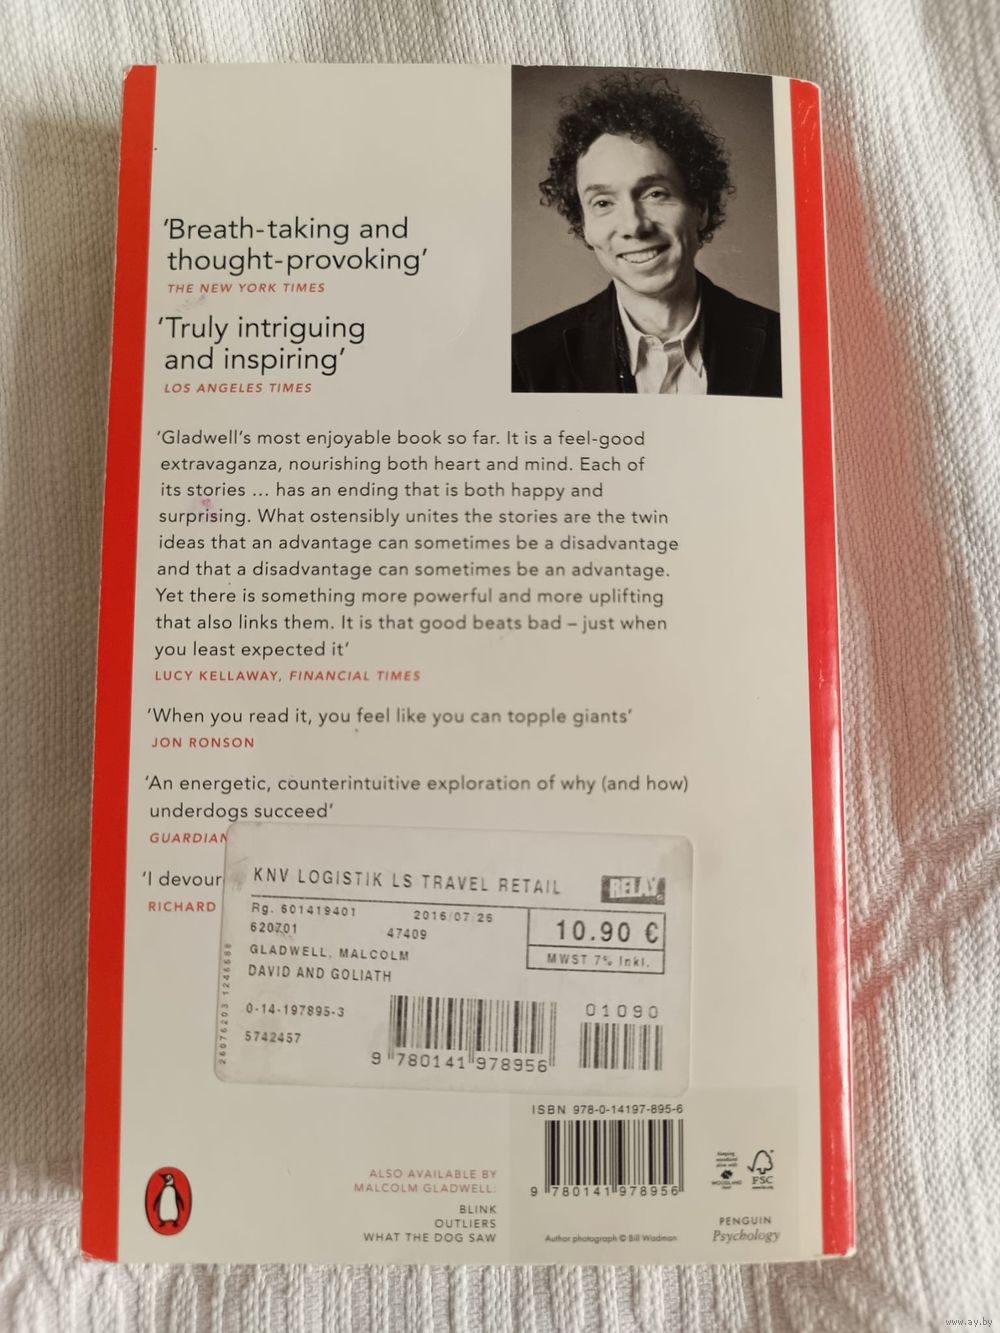 'Breath-taking and
thought-provoking'
THE NEW YORK TIMES
'Truly intriguing
and inspiring'
LOS ANGELES TIMES
'Gladwell's most enjoyable book so far. It is a feel-good
extravaganza, nourishing both heart and mind. Each of
its stories ... has an ending that is both happy and
surprising. What ostensibly unites the stories are the twin
ideas that an advantage can sometimes be a disadvantage
and that a disadvantage can sometimes be an advantage.
Yet there is something more powerful and more uplifting
that also links them. It is that good beats bad – just when
you least expected it'
LUCY KELLAWAY, FINANCIAL TIMES
'When you read it, you feel like you can topple giants'
JON RONSON
'An energetic, counterintuitive exploration of why (and how)
underdogs succeed'
GUARDIAN
'I devour
RICHARD
KNV LOGISTIK LS TRAVEL RETAIL
RELAY
Rg. 601419401 2016/07/26
620701 47409
10.90 €
MWST 7% Inkl.
GLADWELL, MALCOLM
DAVID AND GOLIATH
0-14-197895-3
5742457
26076203 1246588
9 780141 978956
01090
ISBN 978-0-14197-895-6
9 780141 978956
ALSO AVAILABLE BY
MALCOLM GLADWELL:
BLINK
OUTLIERS
WHAT THE DOG SAW
Author photograph © Bill Wadman
FSC
PENGUIN
Psychology
www.ay.by